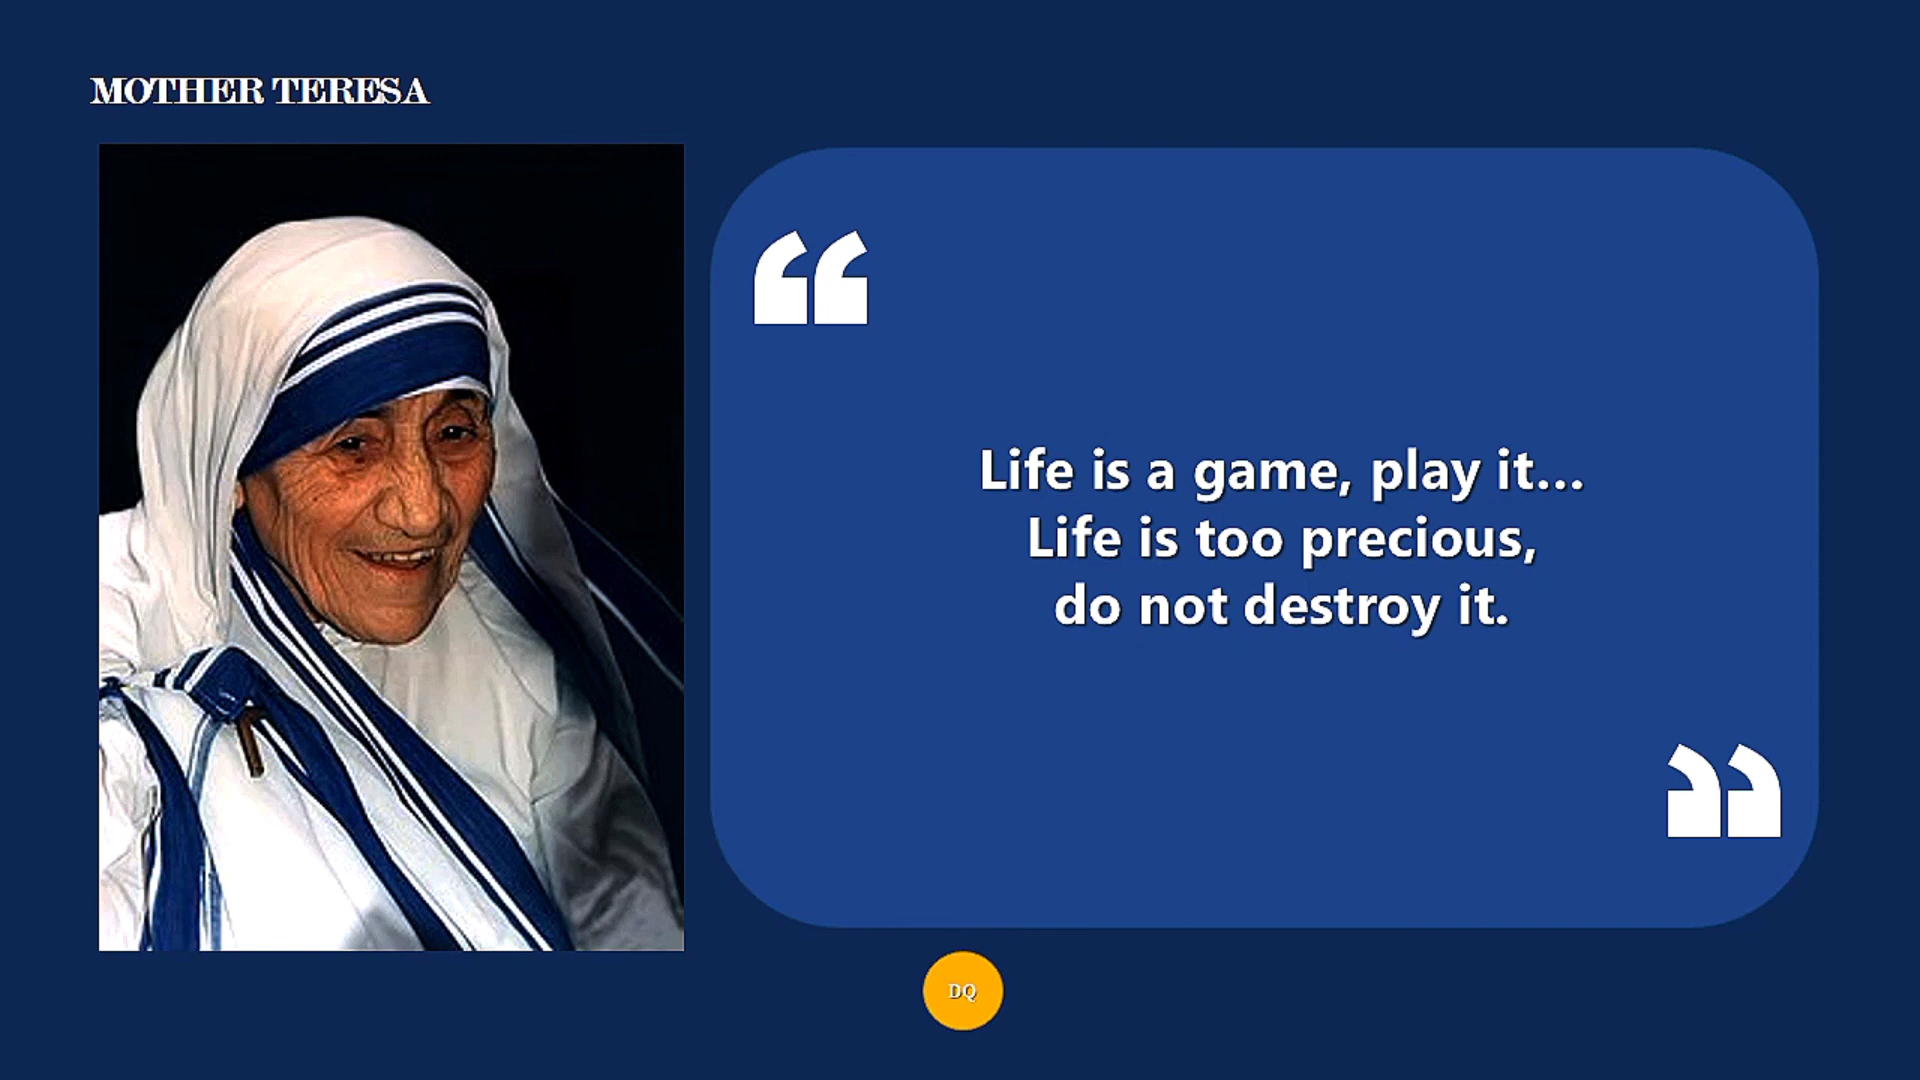 MOTHER TERESA
“
Life is a game, play it...
Life is too precious,
do not destroy it.
”
DQ